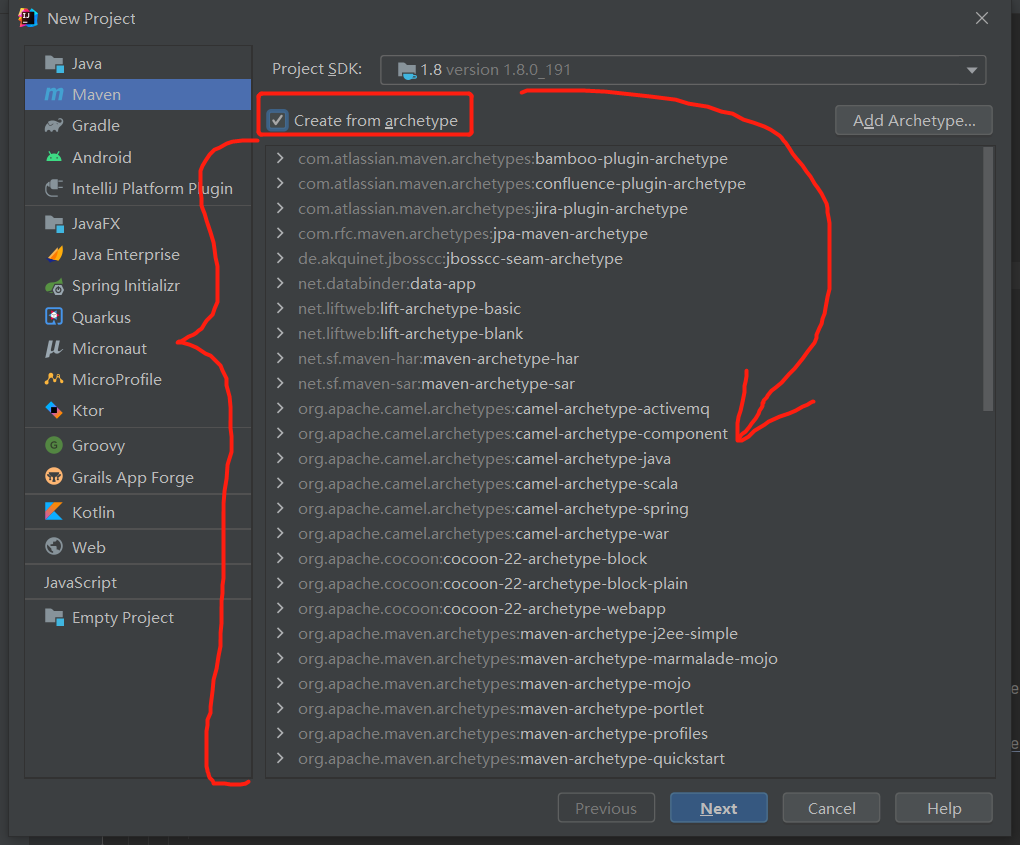 New Project
Java
Maven
Gradle
Android
IntelliJ Platform Plugin
JavaFX
Java Enterprise
Spring Initializr
Quarkus
Micronaut
MicroProfile
Ktor
Groovy
Grails App Forge
Kotlin
Web
JavaScript
Empty Project
Project SDK: 1.8 version 1.8.0_191
Create from archetype Add Archetype...
com.atlassian.maven.archetypes:bamboo-plugin-archetype
com.atlassian.maven.archetypes:confluence-plugin-archetype
com.atlassian.maven.archetypes:jira-plugin-archetype
com.rfc.maven.archetypes:jpa-maven-archetype
de.akquinet.jbosscc:jbosscc-seam-archetype
net.databinder:data-app
net.liftweb:lift-archetype-basic
net.liftweb:lift-archetype-blank
net.sf.maven-har:maven-archetype-har
net.sf.maven-sar:maven-archetype-sar
org.apache.camel.archetypes:camel-archetype-activemq
org.apache.camel.archetypes:camel-archetype-component
org.apache.camel.archetypes:camel-archetype-java
org.apache.camel.archetypes:camel-archetype-scala
org.apache.camel.archetypes:camel-archetype-spring
org.apache.camel.archetypes:camel-archetype-war
org.apache.cocoon:cocoon-22-archetype-block
org.apache.cocoon:cocoon-22-archetype-block-plain
org.apache.cocoon:cocoon-22-archetype-webapp
org.apache.maven.archetypes:maven-archetype-j2ee-simple
org.apache.maven.archetypes:maven-archetype-marmalade-mojo
org.apache.maven.archetypes:maven-archetype-mojo
org.apache.maven.archetypes:maven-archetype-portlet
org.apache.maven.archetypes:maven-archetype-profiles
org.apache.maven.archetypes:maven-archetype-quickstart
Previous Next Cancel Help